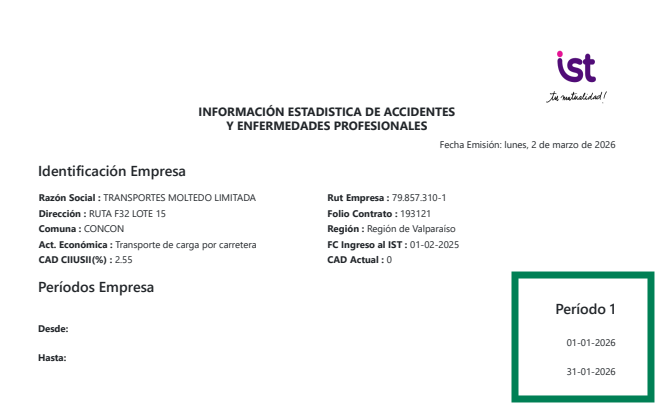 ist
tu mutualidad!
INFORMACIÓN ESTADISTICA DE ACCIDENTES
Y ENFERMEDADES PROFESIONALES
Fecha Emisión: lunes, 2 de marzo de 2026
Identificación Empresa
Razón Social : TRANSPORTES MOLTEDO LIMITADA
Rut Empresa : 79.857.310-1
Dirección : RUTA F32 LOTE 15
Folio Contrato : 193121
Comuna : CONCON
Región : Región de Valparaíso
Act. Económica : Transporte de carga por carretera
FC Ingreso al IST : 01-02-2025
CAD CIIUSII(%) : 2.55
CAD Actual : 0
Períodos Empresa
Período 1
Desde:
01-01-2026
Hasta:
31-01-2026